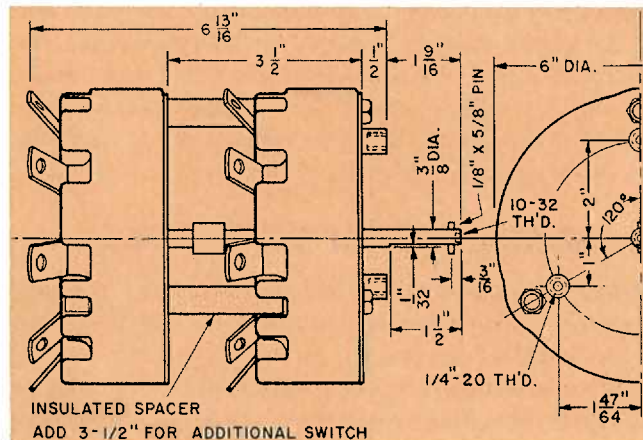 6 13/16"
3 1/2"
1/2"
1 9/16"
6" DIA.
3/8" DIA.
1/8" X 5/8" PIN
10-32
TH'D.
2"
120°
1"
1/32"
3/16"
1 1/2"
1/4"-20 TH'D.
1 47/64"
INSULATED SPACER
ADD 3-1/2" FOR ADDITIONAL SWITCH